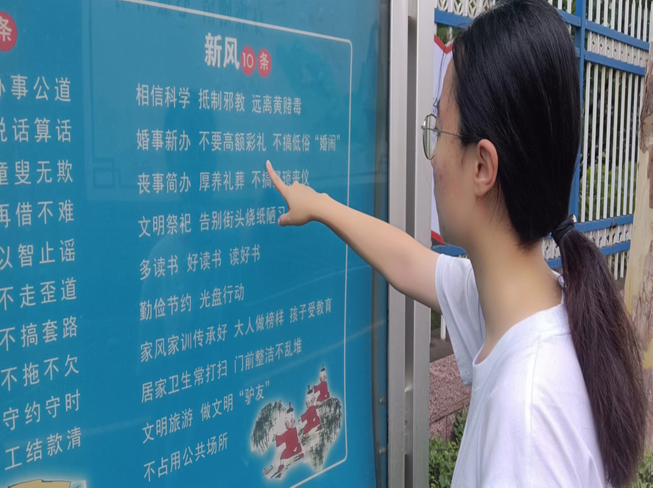 条
办事公道
说话算话
童叟无欺
再借不难
以智止谣
不走歪道
不搞套路
不拖不欠
守约守时
工结款清
新风10条
相信科学 抵制邪教 远离黄赌毒
婚事新办 不要高额彩礼 不搞低俗“婚闹”
丧事简办 厚养礼葬 不搞
文明祭祀 告别街头烧纸陋习
多读书 好读书 读好书
勤俭节约 光盘行动
家风家训传承好 大人做榜样 孩子受教育
居家卫生常打扫 门前整洁不乱堆
文明旅游 做文明“驴友”
不占用公共场所